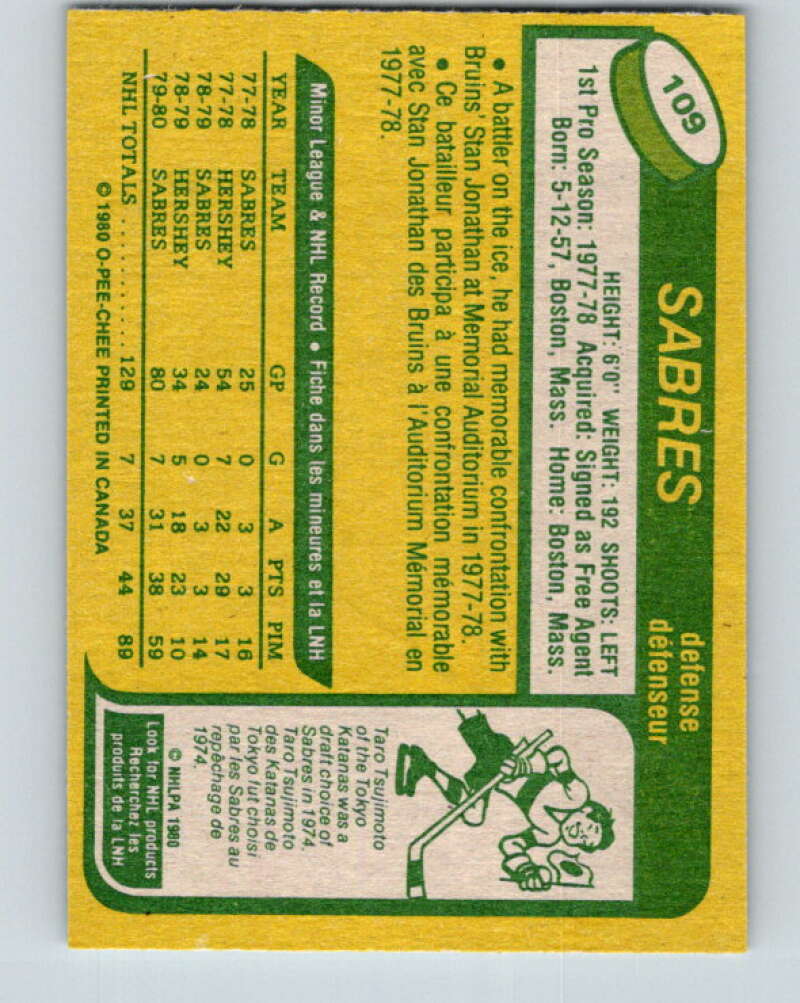 109
SABRES
defense
défenseur
HEIGHT: 6'0" WEIGHT: 192 SHOOTS: LEFT
1st Pro Season: 1977-78 Acquired: Signed as Free Agent
Born: 5-12-57, Boston, Mass. Home: Boston, Mass.
• A battler on the ice, he had memorable confrontation with
Bruins' Stan Jonathan at Memorial Auditorium in 1977-78.
• Ce batailleur participa à une confrontation mémorable
avec Stan Jonathan des Bruins à l'Auditorium Mémorial en
1977-78.
Minor League & NHL Record • Fiche dans les mineures et la LNH
YEAR TEAM GP G A PTS PIM
77-78 SABRES 25 0 3 3 16
77-78 HERSHEY 54 7 22 29 17
78-79 SABRES 24 0 3 3 14
78-79 HERSHEY 34 5 18 23 10
79-80 SABRES 80 7 31 38 59
NHL TOTALS .......... 129 7 37 44 89
© 1980 O-PEE-CHEE PRINTED IN CANADA
Taro Tsujimoto
of the Tokyo
Katanas was a
draft choice of
Sabres in 1974.
Taro Tsujimoto
des Katanas de
Tokyo fut choisi
par les Sabres au
repêchage de
1974.
© NHLPA 1980
Look for NHL products
Recherchez les
produits de la LNH